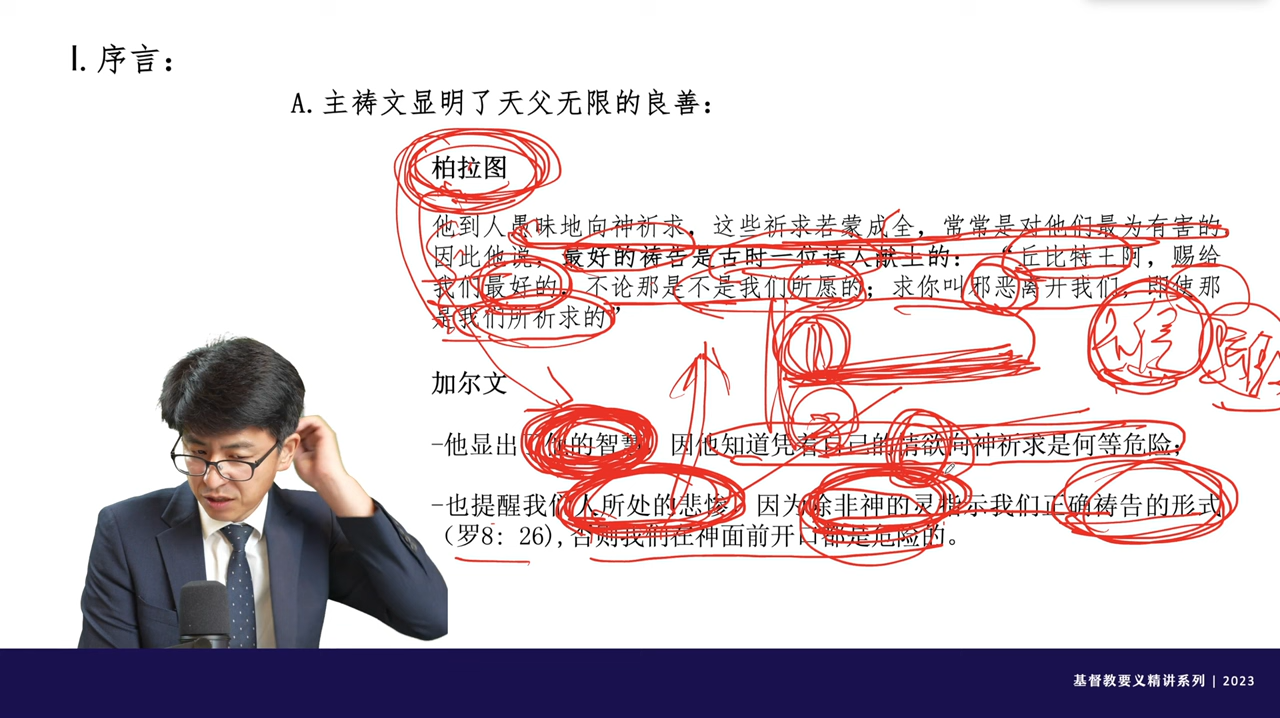 I.序言：
A.主祷文显明了天父无限的良善：
柏拉图
他到人愚昧地向神祈求，这些祈求若蒙成全，常常是对他们最为有害的
因此他说，最好的祷告是古时一位诗人献上的：“丘比特王阿，赐给
我们最好的，不论那是不是我们所愿的；求你叫邪恶离开我们，即使那
是我们所祈求的”
加尔文
-他显出了他的智慧，因他知道凭着自己的情欲向神祈求是何等危险；
-也提醒我们人所处的悲惨，因为除非神的灵指示我们正确祷告的形式
（罗8：26），否则我们在神面前开口都是危险的。
基督教要义精讲系列 | 2023